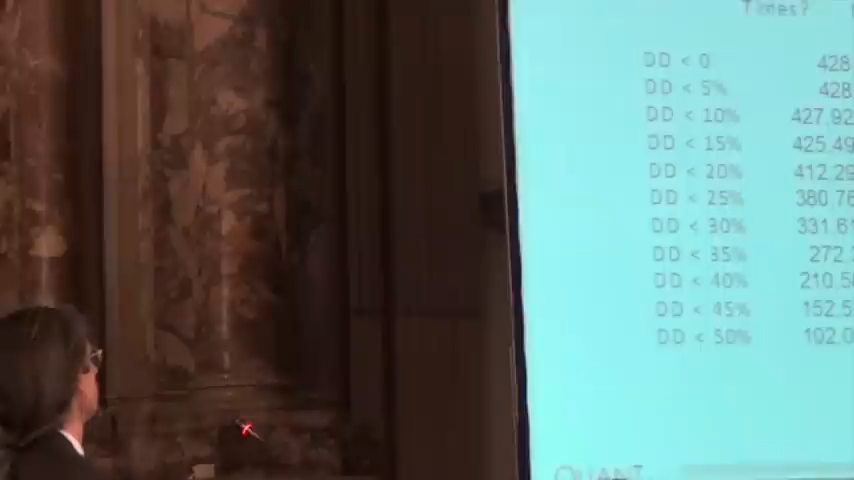 Times?
DD < 0 428
DD < 5% 428
DD < 10% 427.92
DD < 15% 425.49
DD < 20% 412.29
DD < 25% 380.76
DD < 30% 331.61
DD < 35% 272.
DD < 40% 210.56
DD < 45% 152.5
DD < 50% 102.0
QUANT